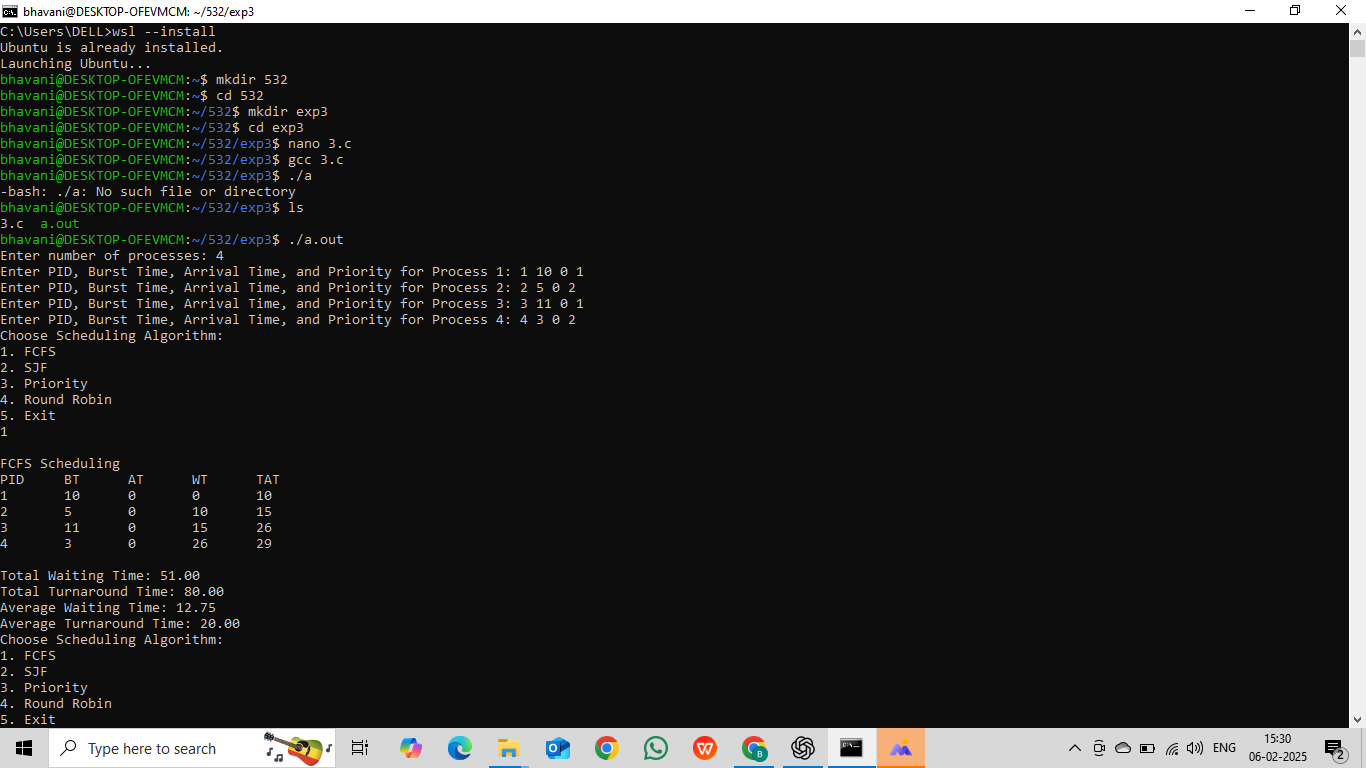 bhavani@DESKTOP-OFEVMCM: ~/532/exp3
C:\Users\DELL>wsl --install
Ubuntu is already installed.
Launching Ubuntu...
bhavani@DESKTOP-OFEVMCM:~$ mkdir 532
bhavani@DESKTOP-OFEVMCM:~$ cd 532
bhavani@DESKTOP-OFEVMCM:~/532$ mkdir exp3
bhavani@DESKTOP-OFEVMCM:~/532$ cd exp3
bhavani@DESKTOP-OFEVMCM:~/532/exp3$ nano 3.c
bhavani@DESKTOP-OFEVMCM:~/532/exp3$ gcc 3.c
bhavani@DESKTOP-OFEVMCM:~/532/exp3$ ./a
-bash: ./a: No such file or directory
bhavani@DESKTOP-OFEVMCM:~/532/exp3$ ls
3.c  a.out
bhavani@DESKTOP-OFEVMCM:~/532/exp3$ ./a.out
Enter number of processes: 4
Enter PID, Burst Time, Arrival Time, and Priority for Process 1: 1 10 0 1
Enter PID, Burst Time, Arrival Time, and Priority for Process 2: 2 5 0 2
Enter PID, Burst Time, Arrival Time, and Priority for Process 3: 3 11 0 1
Enter PID, Burst Time, Arrival Time, and Priority for Process 4: 4 3 0 2
Choose Scheduling Algorithm:
1. FCFS
2. SJF
3. Priority
4. Round Robin
5. Exit
1
FCFS Scheduling
PID     BT      AT      WT      TAT
1       10      0       0       10
2       5       0       10      15
3       11      0       15      26
4       3       0       26      29
Total Waiting Time: 51.00
Total Turnaround Time: 80.00
Average Waiting Time: 12.75
Average Turnaround Time: 20.00
Choose Scheduling Algorithm:
1. FCFS
2. SJF
3. Priority
4. Round Robin
5. Exit
Type here to search
ENG
15:30
06-02-2025
2